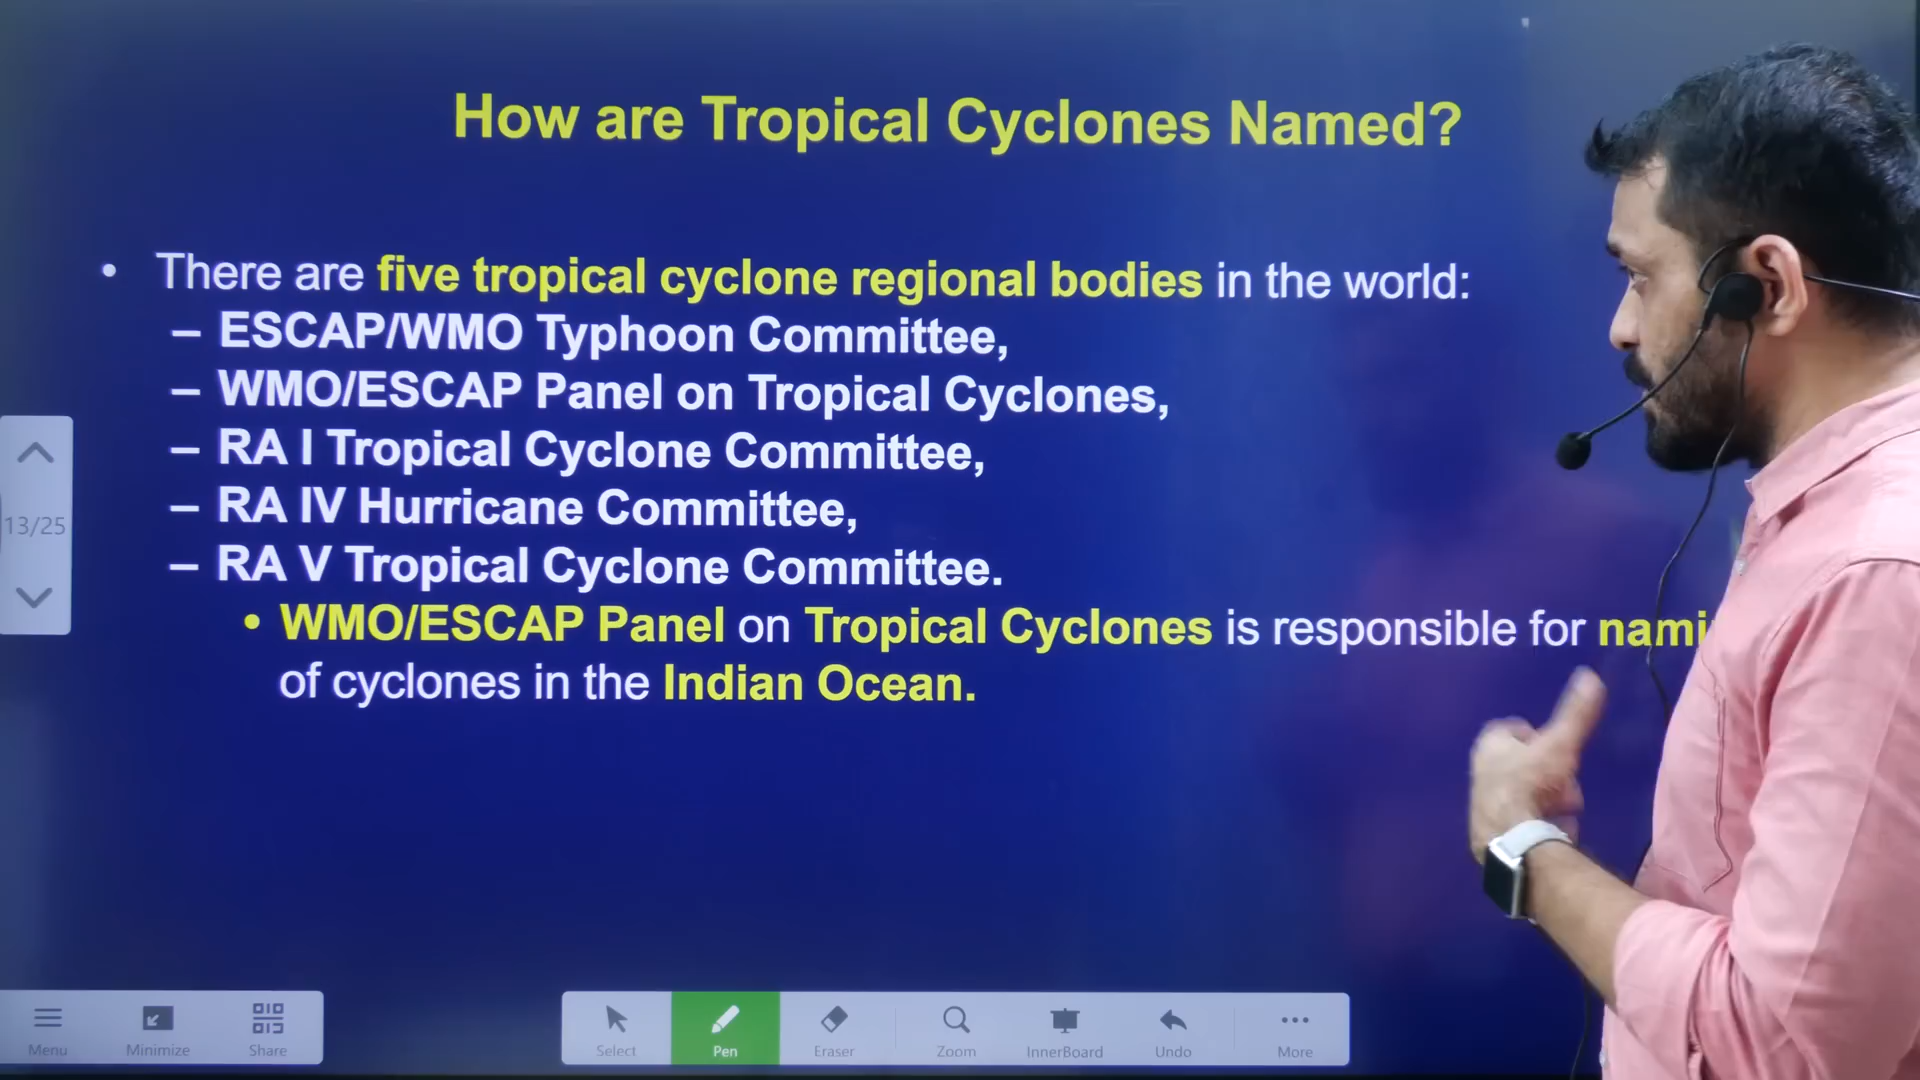 How are Tropical Cyclones Named?
• There are five tropical cyclone regional bodies in the world:
– ESCAP/WMO Typhoon Committee,
– WMO/ESCAP Panel on Tropical Cyclones,
– RA I Tropical Cyclone Committee,
– RA IV Hurricane Committee,
– RA V Tropical Cyclone Committee.
• WMO/ESCAP Panel on Tropical Cyclones is responsible for
of cyclones in the Indian Ocean.
13/25
Menu Minimize Share Select Pen Eraser Zoom InnerBoard Undo More